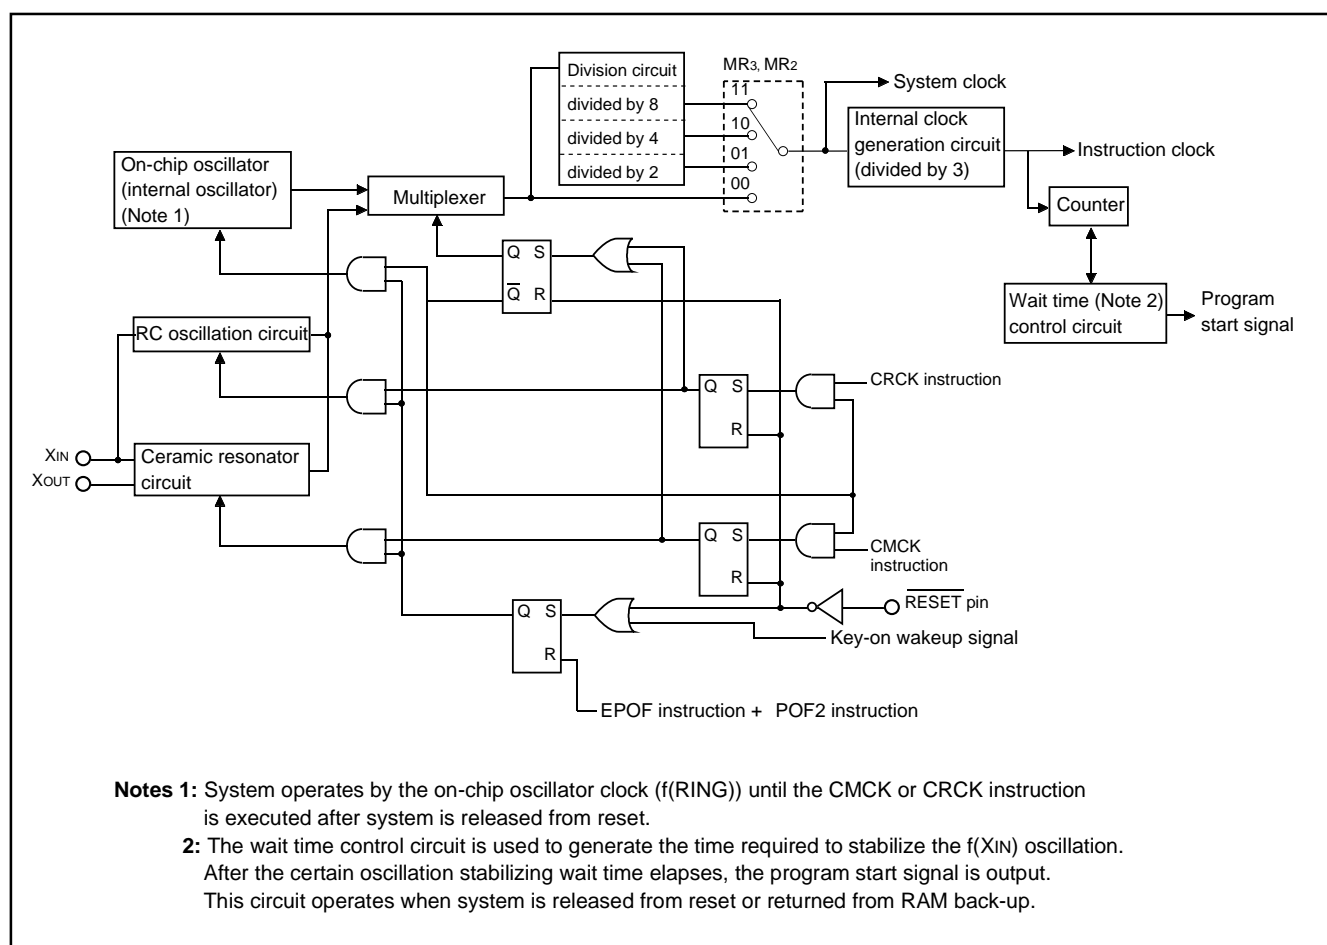 Division circuit
divided by 8
divided by 4
divided by 2
MR3, MR2
11
10
01
00
System clock
Internal clock
generation circuit
(divided by 3)
Instruction clock
Counter
Wait time (Note 2)
control circuit
Program
start signal
On-chip oscillator
(internal oscillator)
(Note 1)
Multiplexer
Q S
Q R
RC oscillation circuit
Q S
R
CRCK instruction
XIN
XOUT
Ceramic resonator
circuit
Q S
R
CMCK
instruction
RESET pin
Q S
R
Key-on wakeup signal
EPOF instruction + POF2 instruction
Notes 1: System operates by the on-chip oscillator clock (f(RING)) until the CMCK or CRCK instruction
is executed after system is released from reset.
2: The wait time control circuit is used to generate the time required to stabilize the f(XIN) oscillation.
After the certain oscillation stabilizing wait time elapses, the program start signal is output.
This circuit operates when system is released from reset or returned from RAM back-up.